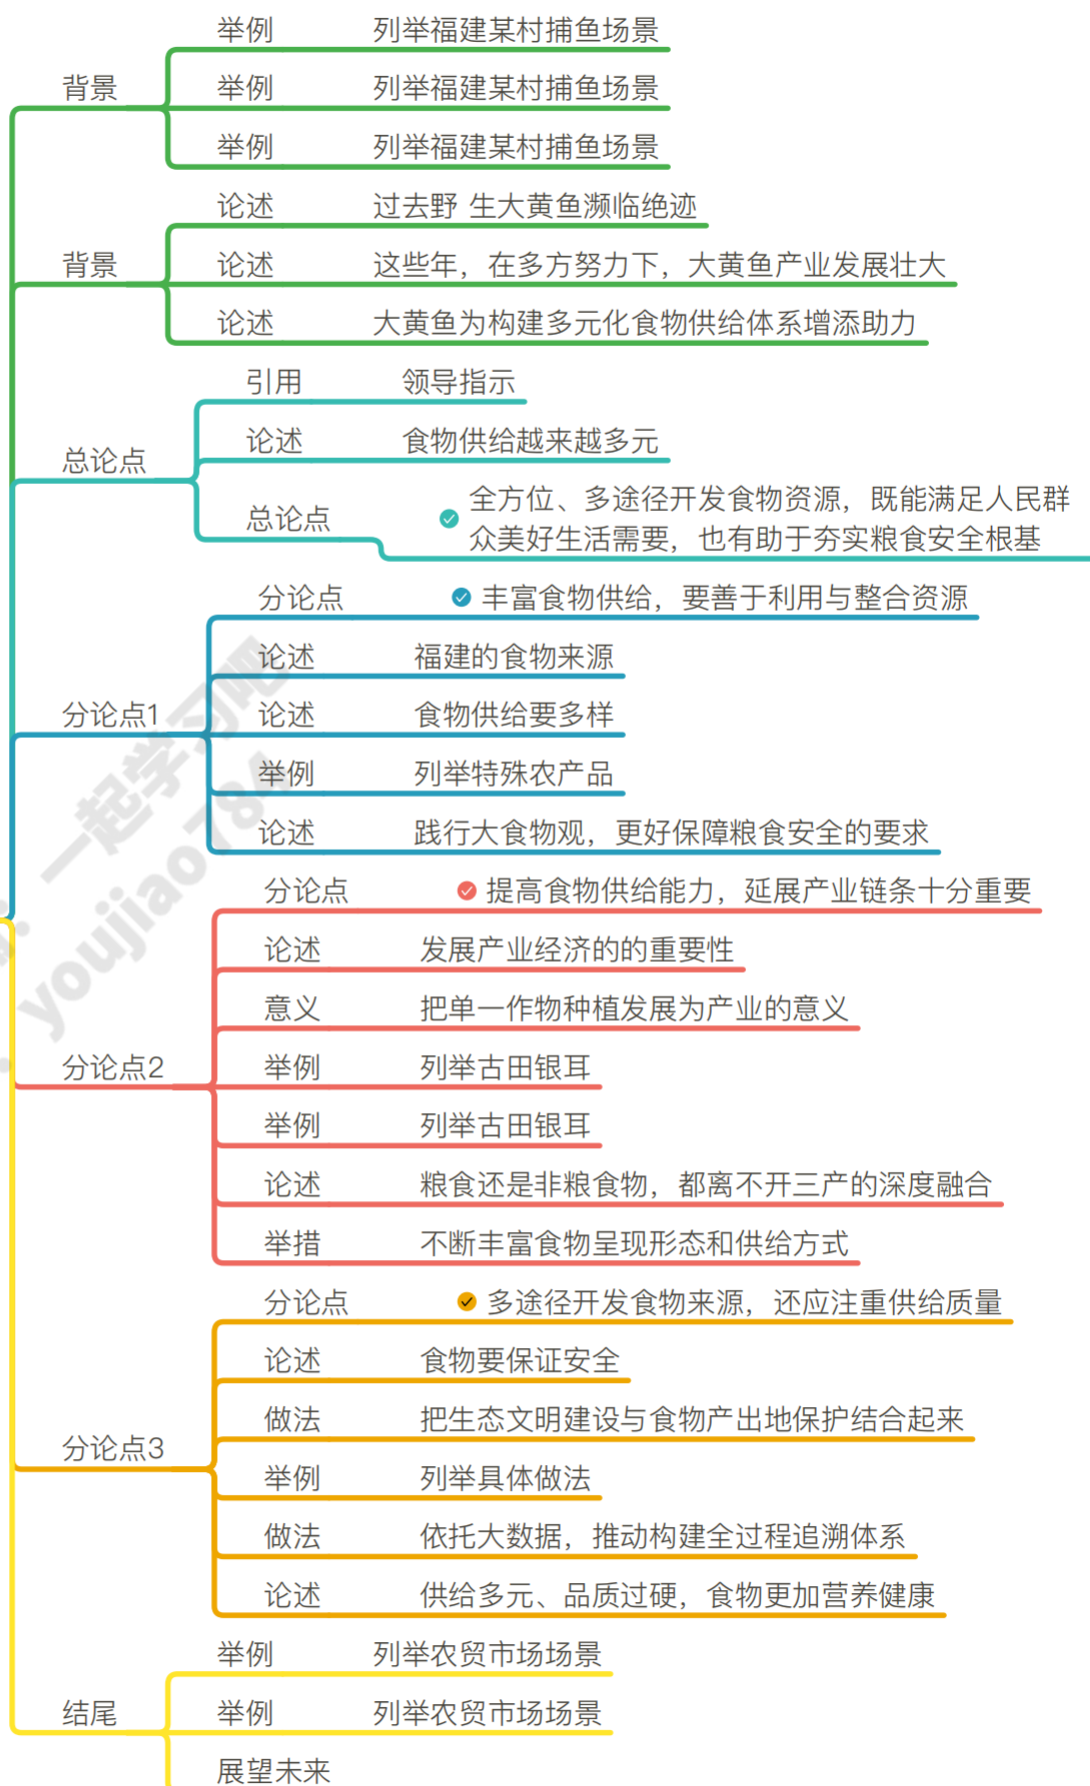 举例 列举福建某村捕鱼场景
背景 举例 列举福建某村捕鱼场景
举例 列举福建某村捕鱼场景
论述 过去野 生大黄鱼濒临绝迹
背景 论述 这些年，在多方努力下，大黄鱼产业发展壮大
论述 大黄鱼为构建多元化食物供给体系增添助力
引用 领导指示
论述 食物供给越来越多元
总论点
总论点 全方位、多途径开发食物资源，既能满足人民群
众美好生活需要，也有助于夯实粮食安全根基
分论点 丰富食物供给，要善于利用与整合资源
论述 福建的食物来源
分论点1 论述 食物供给要多样
举例 列举特殊农产品
论述 践行大食物观，更好保障粮食安全的要求
分论点 提高食物供给能力，延展产业链条十分重要
论述 发展产业经济的的重要性
意义 把单一作物种植发展为产业的意义
分论点2 举例 列举古田银耳
举例 列举古田银耳
论述 粮食还是非粮食物，都离不开三产的深度融合
举措 不断丰富食物呈现形态和供给方式
分论点 多途径开发食物来源，还应注重供给质量
论述 食物要保证安全
做法 把生态文明建设与食物产出地保护结合起来
分论点3
举例 列举具体做法
做法 依托大数据，推动构建全过程追溯体系
论述 供给多元、品质过硬，食物更加营养健康
举例 列举农贸市场场景
结尾 举例 列举农贸市场场景
展望未来
一起学习吧
youjiao784